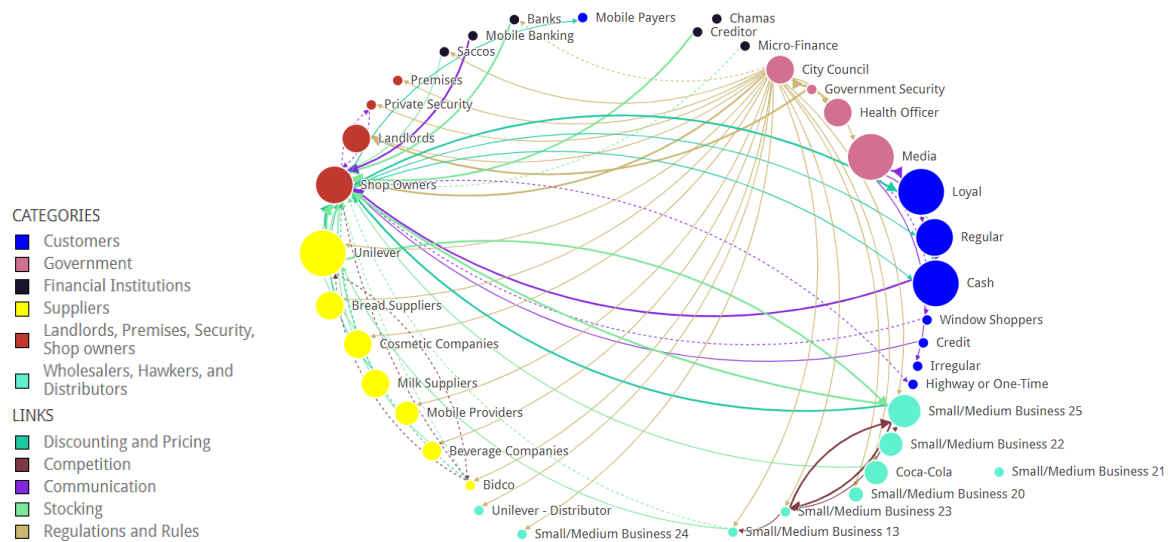 Banks
Mobile Payers
Chamas
Creditor
Mobile Banking
Micro-Finance
Saccos
City Council
Premises
Government Security
Private Security
Health Officer
Landlords
Media
Shop Owners
Loyal
Regular
Unilever
Cash
Bread Suppliers
Window Shoppers
Cosmetic Companies
Credit
Irregular
Milk Suppliers
Highway or One-Time
Mobile Providers
Small/Medium Business 25
Beverage Companies
Small/Medium Business 22
Coca-Cola
Small/Medium Business 21
Bidco
Small/Medium Business 20
Unilever - Distributor
Small/Medium Business 23
Small/Medium Business 24
Small/Medium Business 13
CATEGORIES
Customers
Government
Financial Institutions
Suppliers
Landlords, Premises, Security,
Shop owners
Wholesalers, Hawkers, and
Distributors
LINKS
Discounting and Pricing
Competition
Communication
Stocking
Regulations and Rules